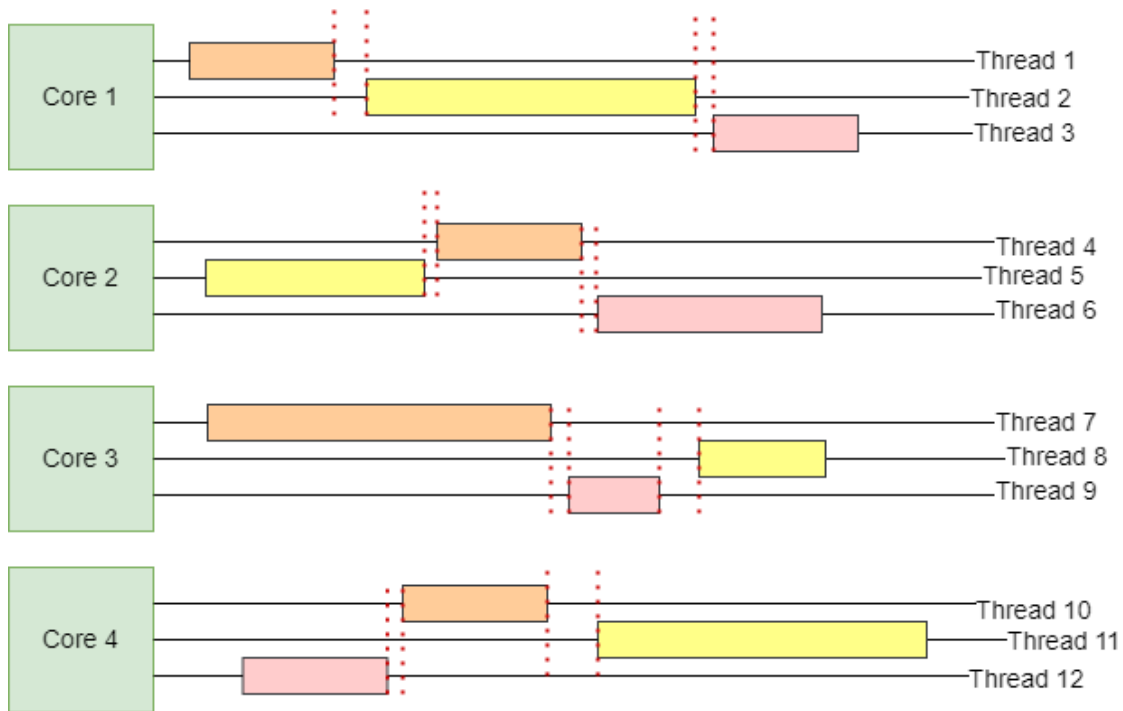 Core 1
Thread 1
Thread 2
Thread 3
Core 2
Thread 4
Thread 5
Thread 6
Core 3
Thread 7
Thread 8
Thread 9
Core 4
Thread 10
Thread 11
Thread 12